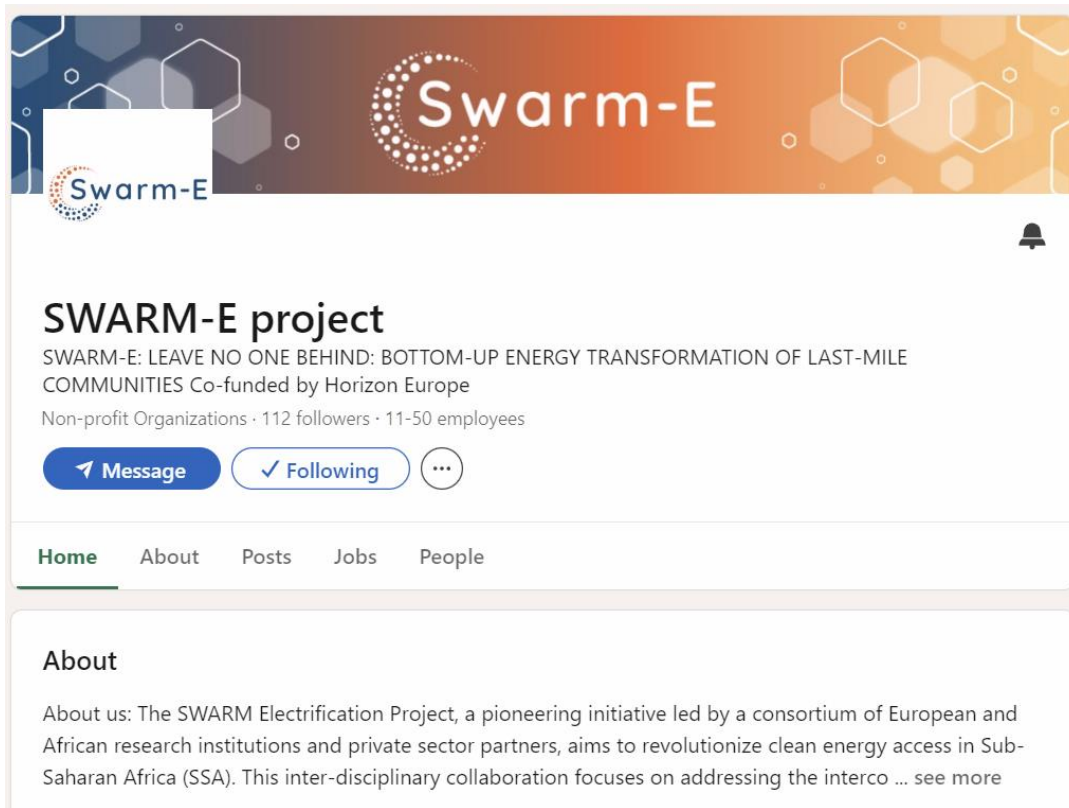 Swarm-E
Swarm-E
SWARM-E project
SWARM-E: LEAVE NO ONE BEHIND: BOTTOM-UP ENERGY TRANSFORMATION OF LAST-MILE
COMMUNITIES Co-funded by Horizon Europe
Non-profit Organizations · 112 followers · 11-50 employees
Message Following
Home About Posts Jobs People
About
About us: The SWARM Electrification Project, a pioneering initiative led by a consortium of European and
African research institutions and private sector partners, aims to revolutionize clean energy access in Sub-
Saharan Africa (SSA). This inter-disciplinary collaboration focuses on addressing the interco ... see more